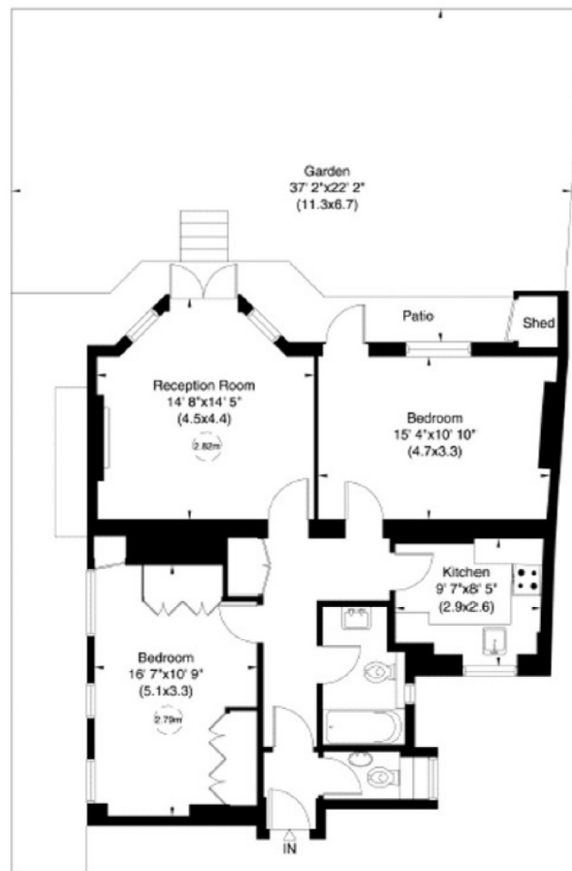 Garden
37' 2"x22' 2"
(11.3x6.7)
Patio
Shed
Reception Room
14' 8"x14' 5"
(4.5x4.4)
2.82m
Bedroom
15' 4"x10' 10"
(4.7x3.3)
Kitchen
9' 7"x8' 5"
(2.9x2.6)
Bedroom
16' 7"x10' 9"
(5.1x3.3)
2.79m
IN